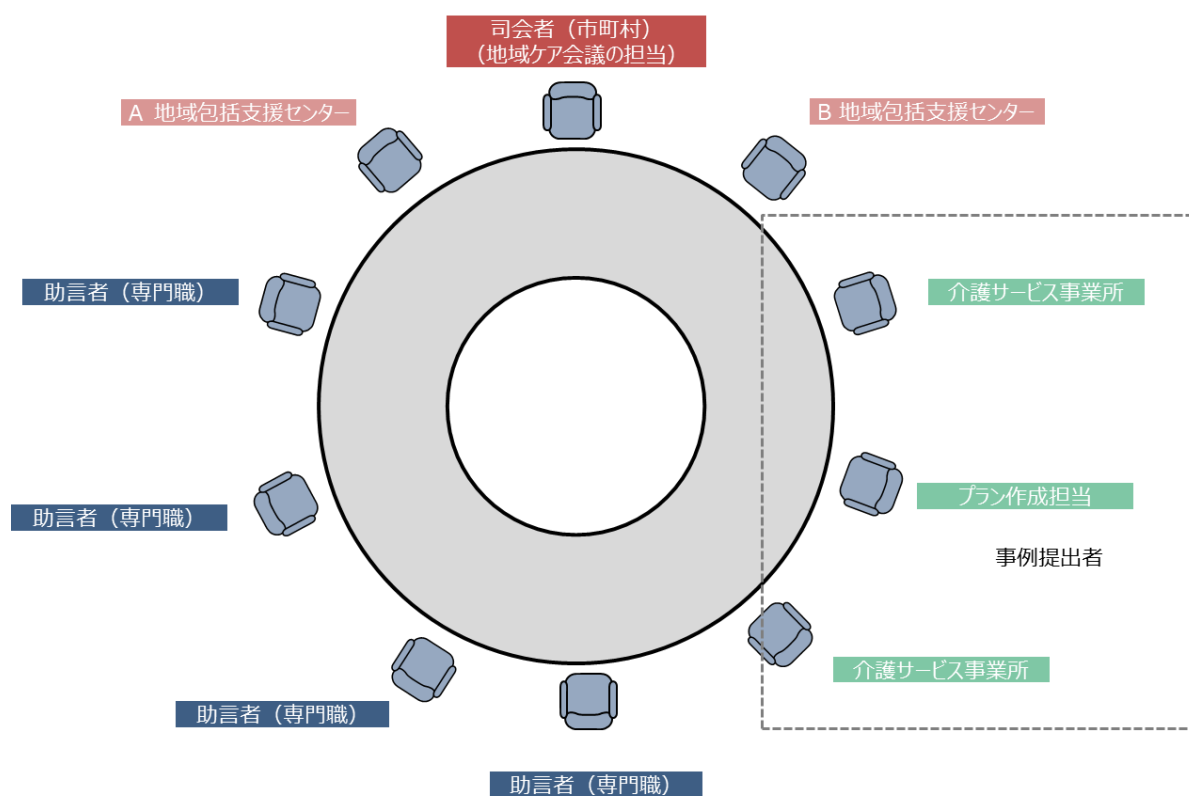 司会者（市町村）
（地域ケア会議の担当）
A 地域包括支援センター
B 地域包括支援センター
助言者（専門職）
介護サービス事業所
助言者（専門職）
プラン作成担当
事例提出者
介護サービス事業所
助言者（専門職）
助言者（専門職）